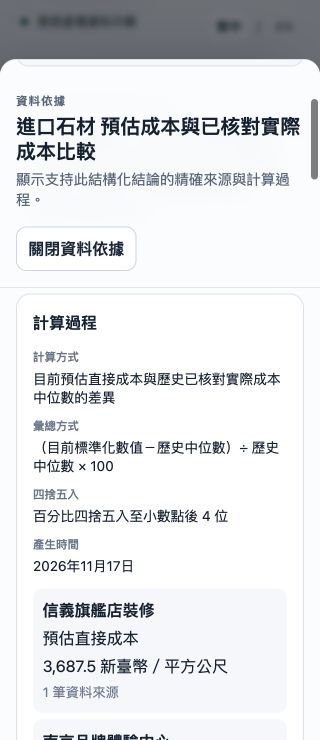 資料依據
進口石材 預估成本與已核對實際
成本比較
顯示支持此結構化結論的精確來源與計算過
程。
關閉資料依據
計算過程
計算方式
目前預估直接成本與歷史已核對實際成本
中位數的差異
彙總方式
（目前標準化數值－歷史中位數）÷ 歷史
中位數 × 100
四捨五入
百分比四捨五入至小數點後 4 位
產生時間
2026年11月17日
信義旗艦店裝修
預估直接成本
3,687.5 新臺幣 / 平方公尺
1 筆資料來源